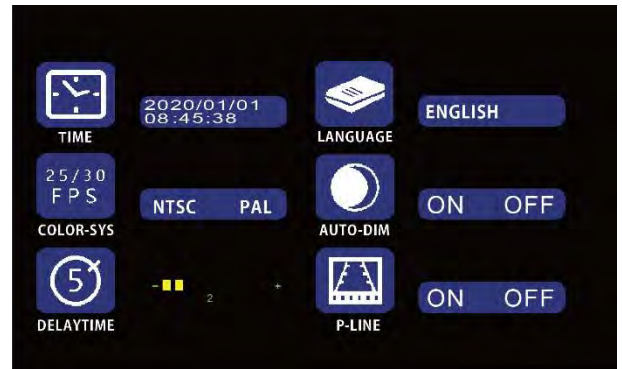 2020/01/01
08:45:38
TIME
ENGLISH
LANGUAGE
25/30
FPS
COLOR-SYS
NTSC PAL
AUTO-DIM
ON OFF
5
DELAYTIME
- 2 +
P-LINE
ON OFF